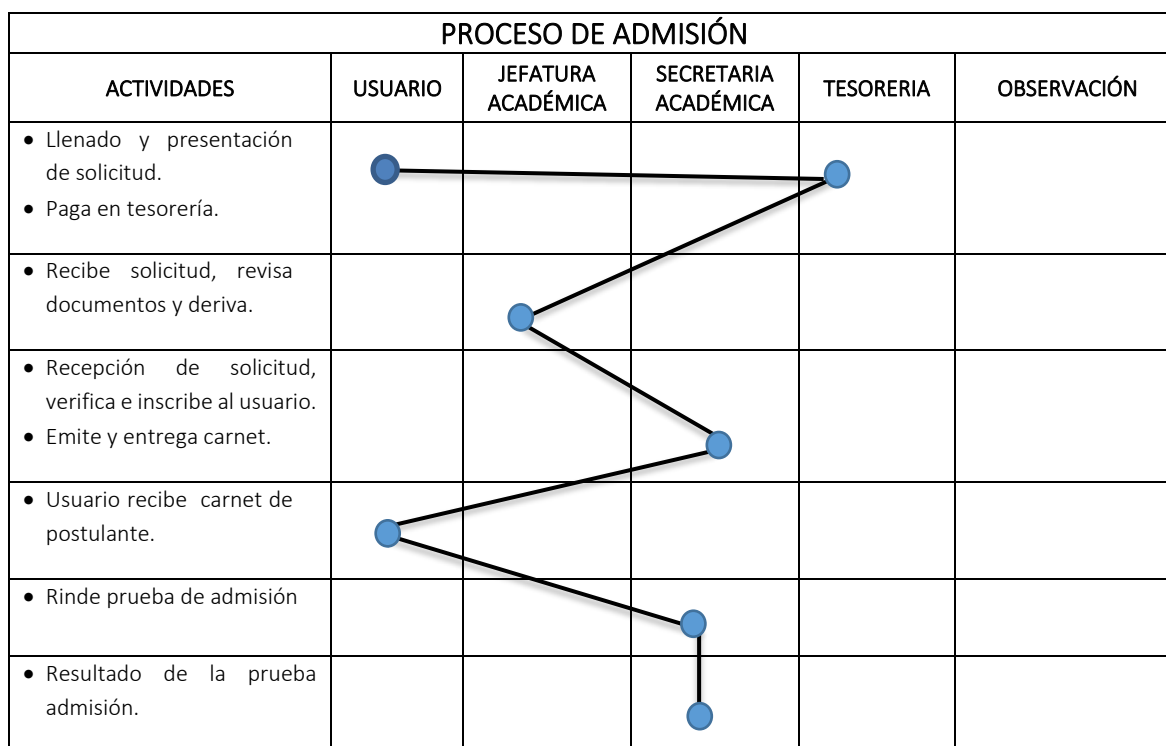 PROCESO DE ADMISIÓN
ACTIVIDADES
USUARIO
JEFATURA
ACADÉMICA
SECRETARIA
ACADÉMICA
TESORERIA
OBSERVACIÓN
• Llenado y presentación
de solicitud.
• Paga en tesorería.
• Recibe solicitud, revisa
documentos y deriva.
• Recepción de solicitud,
verifica e inscribe al usuario.
• Emite y entrega carnet.
• Usuario recibe carnet de
postulante.
• Rinde prueba de admisión
• Resultado de la prueba
admisión.